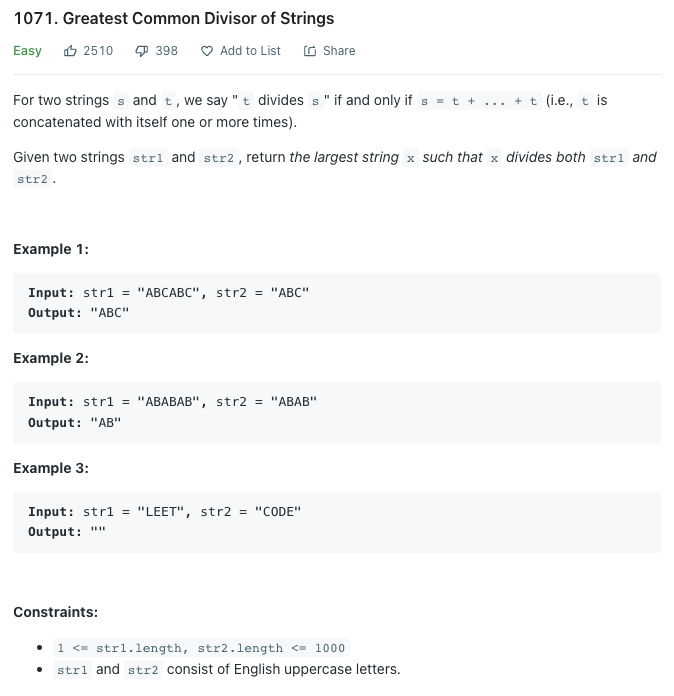 1071. Greatest Common Divisor of Strings
Easy 2510 398 Add to List Share
For two strings s and t , we say " t divides s " if and only if s = t + ... + t (i.e., t is
concatenated with itself one or more times).
Given two strings str1 and str2 , return the largest string x such that x divides both str1 and
str2 .
Example 1:
Input: str1 = "ABCABC", str2 = "ABC"
Output: "ABC"
Example 2:
Input: str1 = "ABABAB", str2 = "ABAB"
Output: "AB"
Example 3:
Input: str1 = "LEET", str2 = "CODE"
Output: ""
Constraints:
• 1 <= str1.length, str2.length <= 1000
• str1 and str2 consist of English uppercase letters.